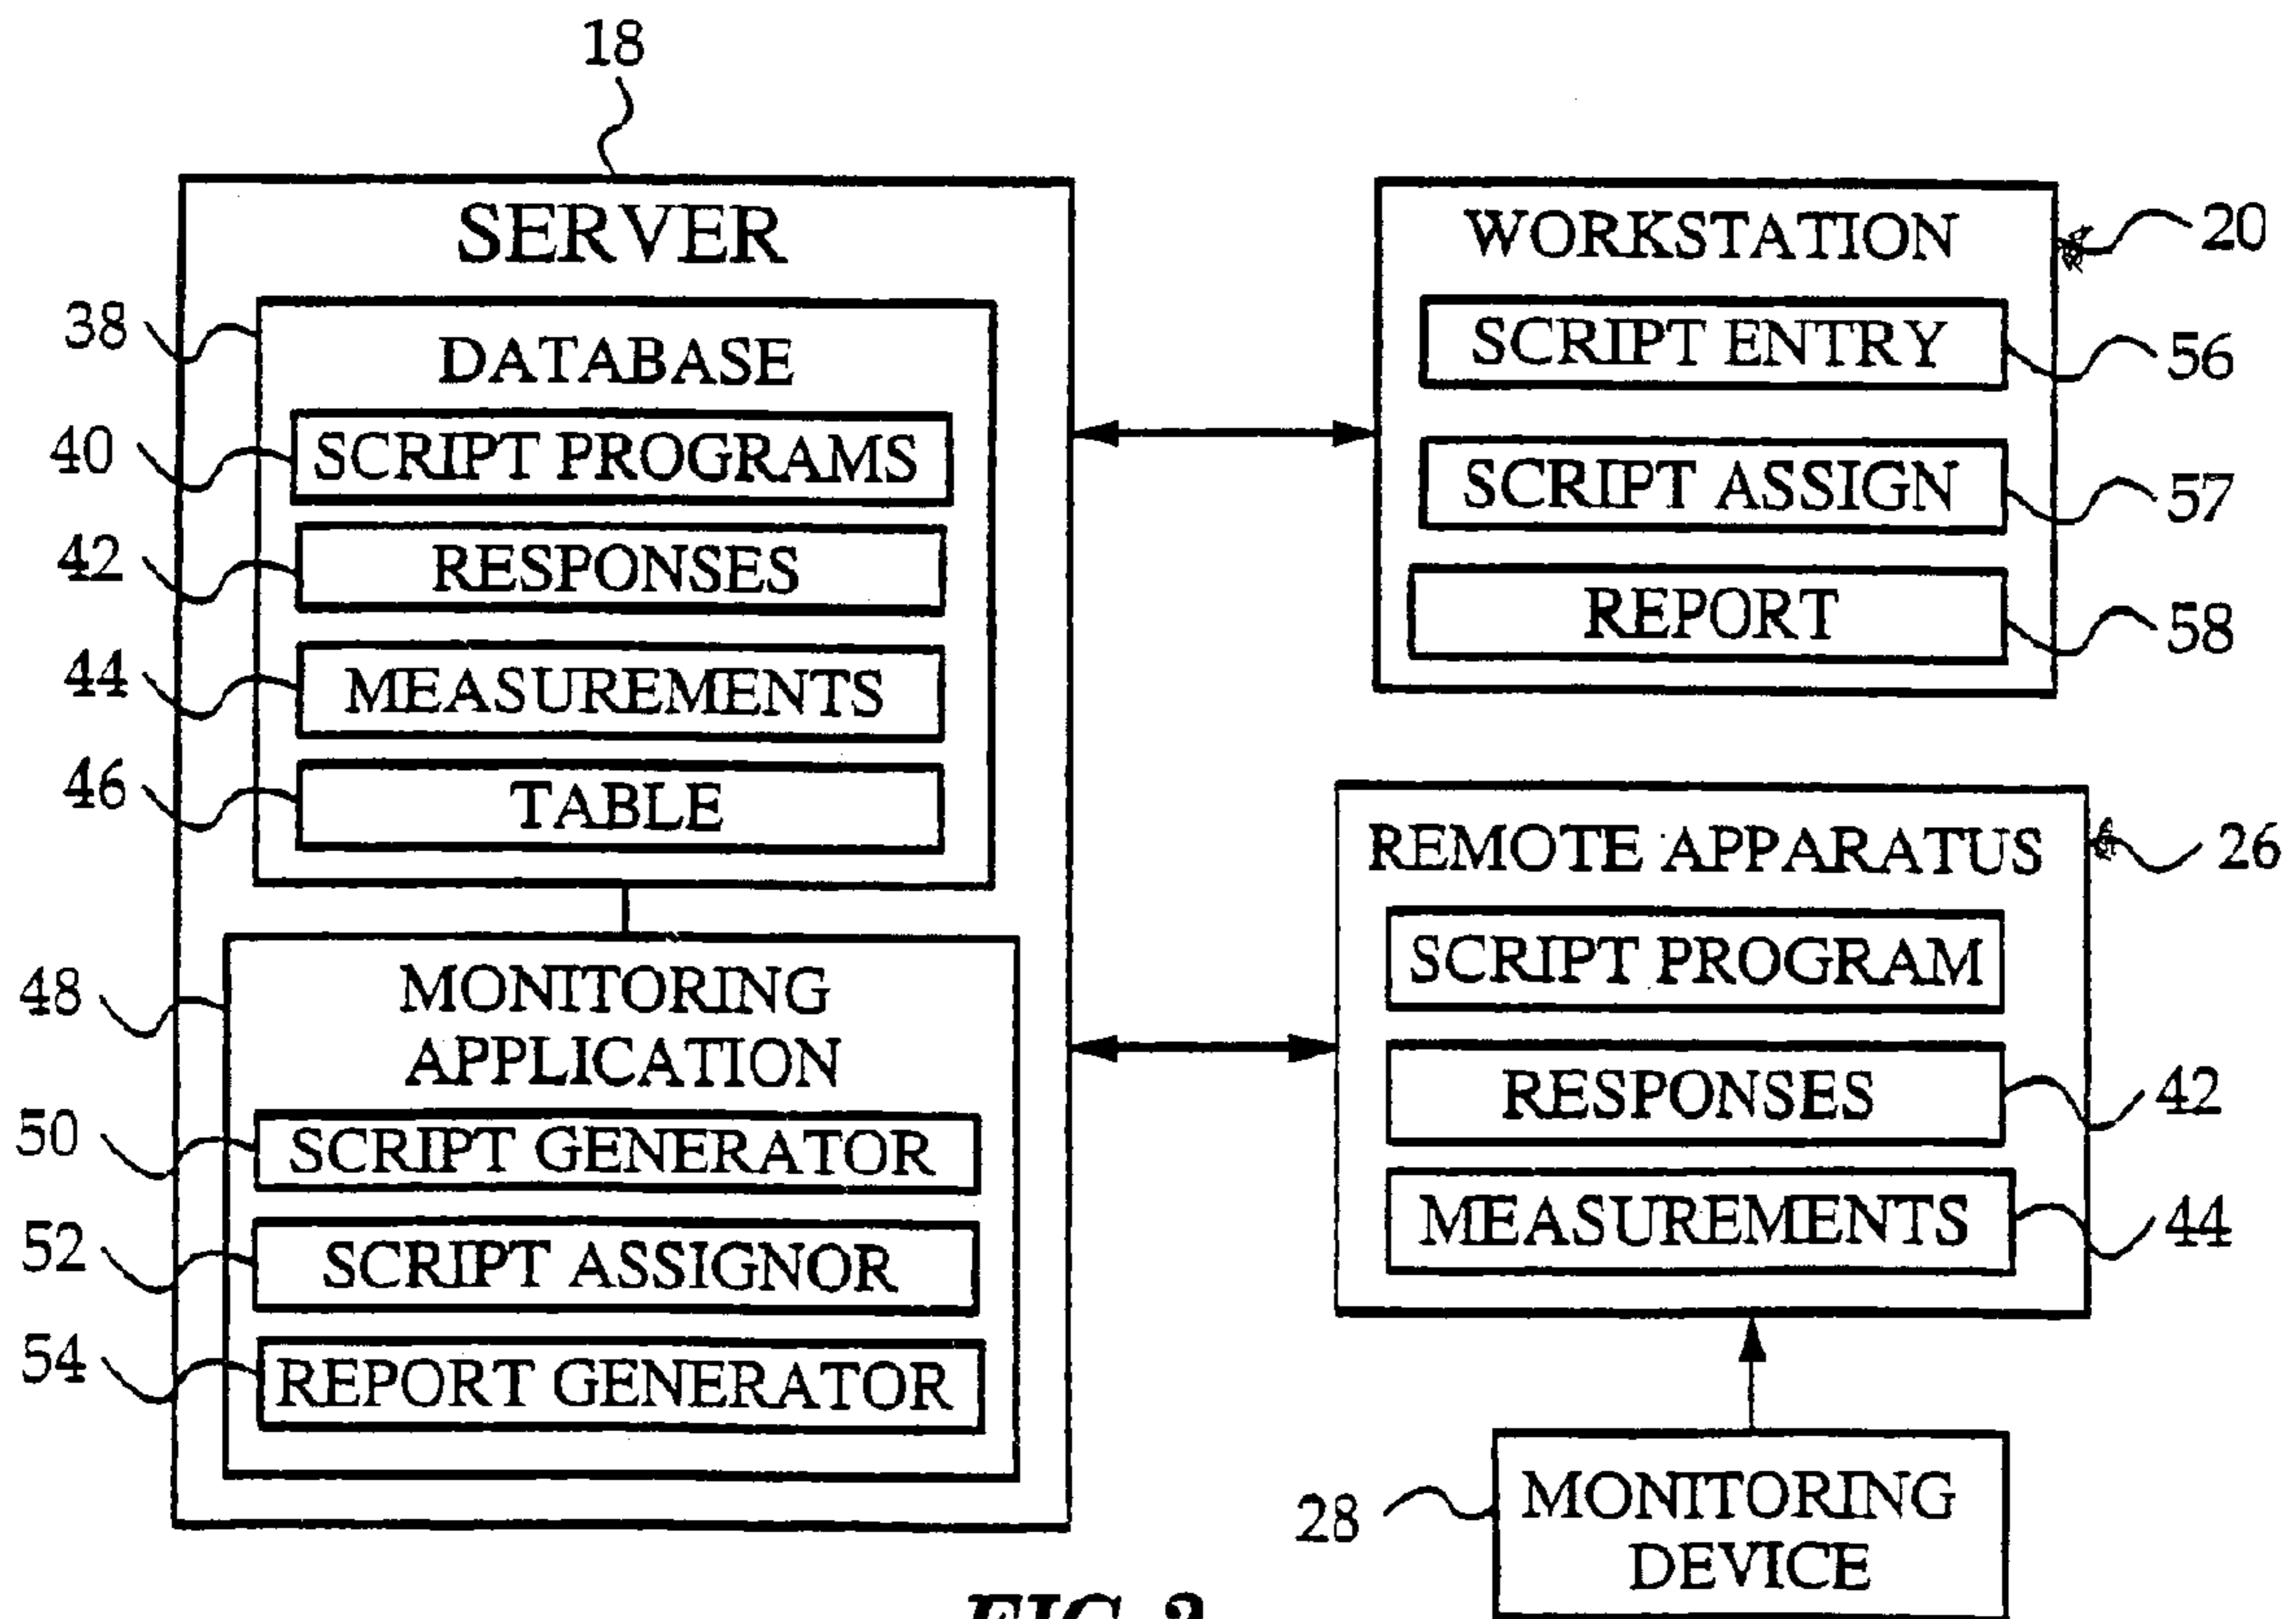 18
SERVER
38
DATABASE
40
SCRIPT PROGRAMS
42
RESPONSES
44
MEASUREMENTS
46
TABLE
48
MONITORING
APPLICATION
50
SCRIPT GENERATOR
52
SCRIPT ASSIGNOR
54
REPORT GENERATOR
WORKSTATION
20
SCRIPT ENTRY
56
SCRIPT ASSIGN
57
REPORT
58
REMOTE APPARATUS
26
SCRIPT PROGRAM
RESPONSES
42
MEASUREMENTS
44
28
MONITORING
DEVICE